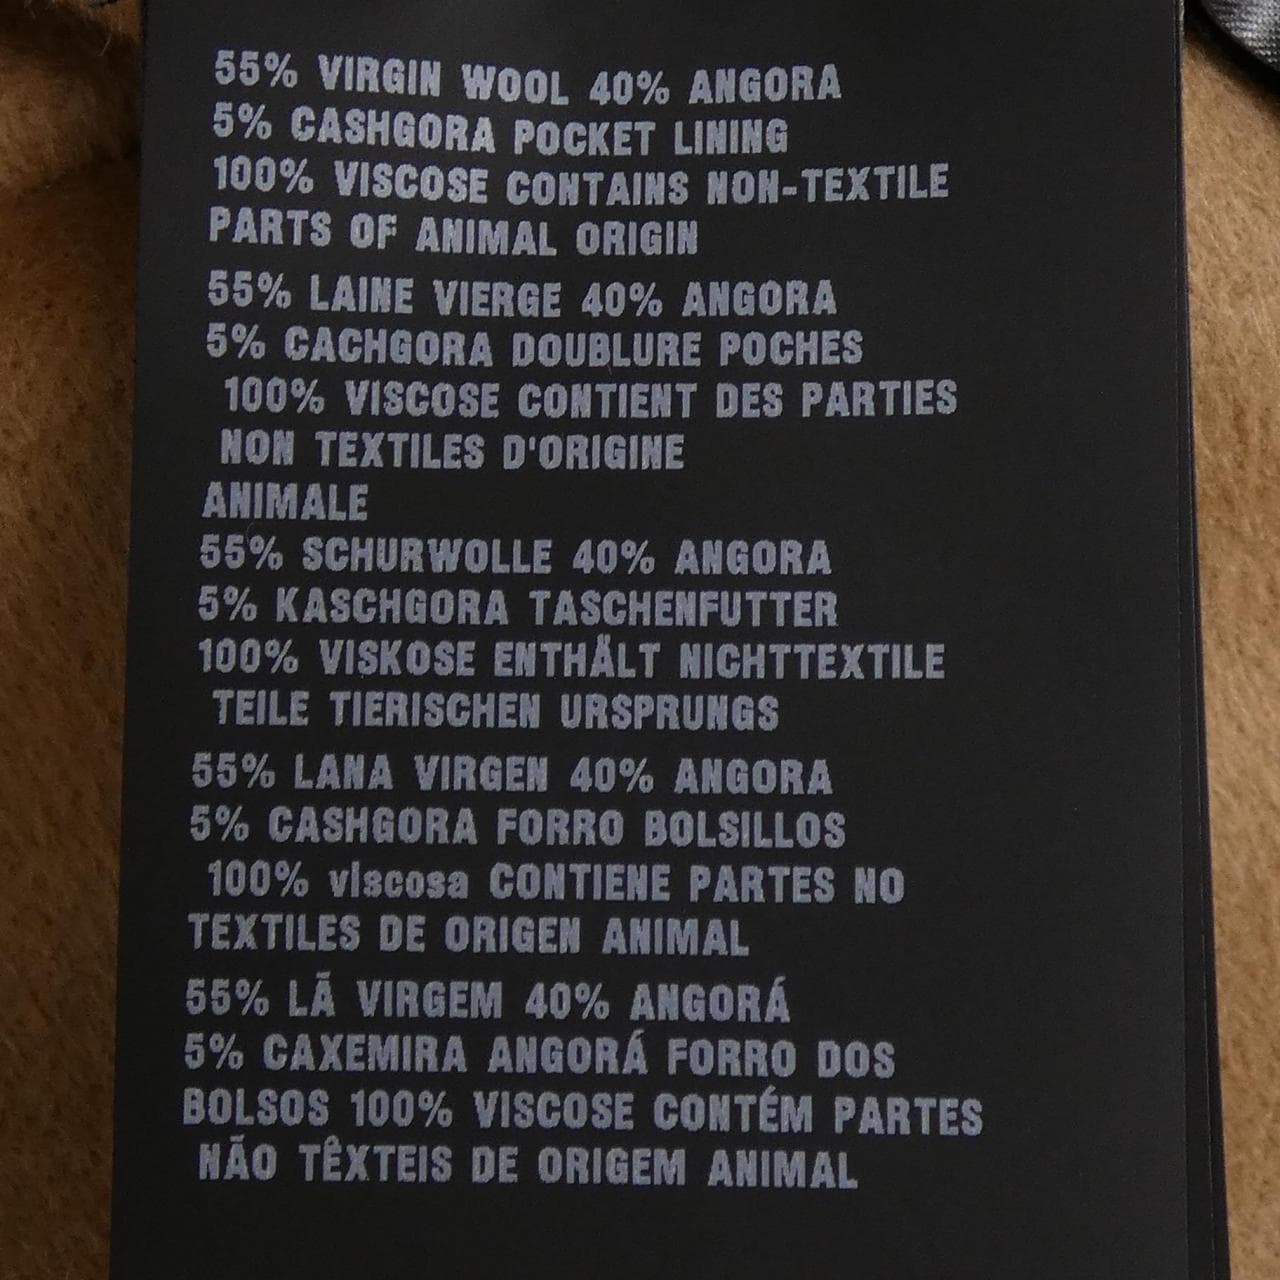 55% VIRGIN WOOL 40% ANGORA
5% CASHGORA POCKET LINING
100% VISCOSE CONTAINS NON-TEXTILE
PARTS OF ANIMAL ORIGIN
55% LAINE VIERGE 40% ANGORA
5% CACHGORA DOUBLURE POCHES
100% VISCOSE CONTIENT DES PARTIES
NON TEXTILES D'ORIGINE
ANIMALE
55% SCHURWOLLE 40% ANGORA
5% KASCHGORA TASCHENFUTTER
100% VISKOSE ENTHÄLT NICHTTEXTILE
TEILE TIERISCHEN URSPRUNGS
55% LANA VIRGEN 40% ANGORA
5% CASHGORA FORRO BOLSILLOS
100% viscosa CONTIENE PARTES NO
TEXTILES DE ORIGEN ANIMAL
55% LÃ VIRGEM 40% ANGORÁ
5% CAXEMIRA ANGORÁ FORRO DOS
BOLSOS 100% VISCOSE CONTÉM PARTES
NÃO TÊXTEIS DE ORIGEM ANIMAL